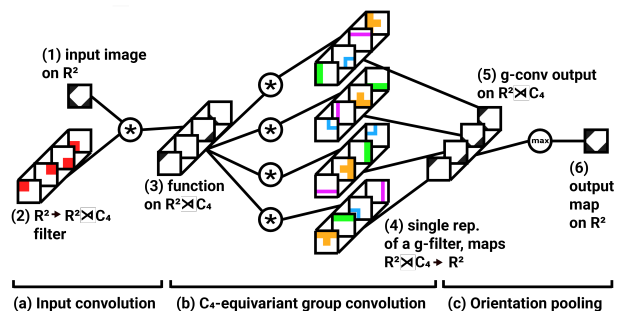 (1) input image
on R²
(5) g-conv output
on R²⋊C₄
*
*
*
*
*
max
(3) function
on R²⋊C₄
(2) R² → R²⋊C₄
filter
(4) single rep.
of a g-filter, maps
R²⋊C₄ → R²
(6)
output
map
on R²
(a) Input convolution
(b) C₄-equivariant group convolution
(c) Orientation pooling